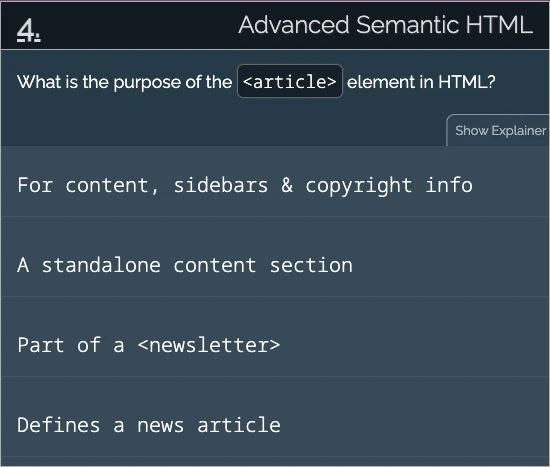 4. Advanced Semantic HTML
What is the purpose of the <article> element in HTML?
Show Explainer
For content, sidebars & copyright info
A standalone content section
Part of a <newsletter>
Defines a news article